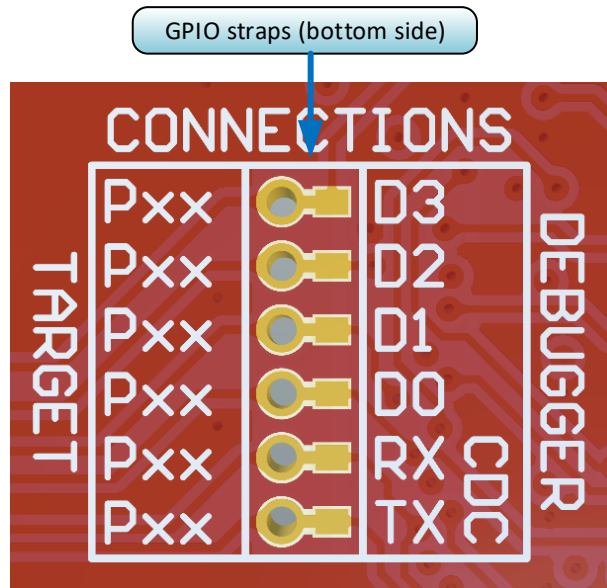 GPIO straps (bottom side)
CONNECTIONS
TARGET
DEBUGGER
Pxx D3
Pxx D2
Pxx D1
Pxx D0
Pxx RX
Pxx TX
CDC